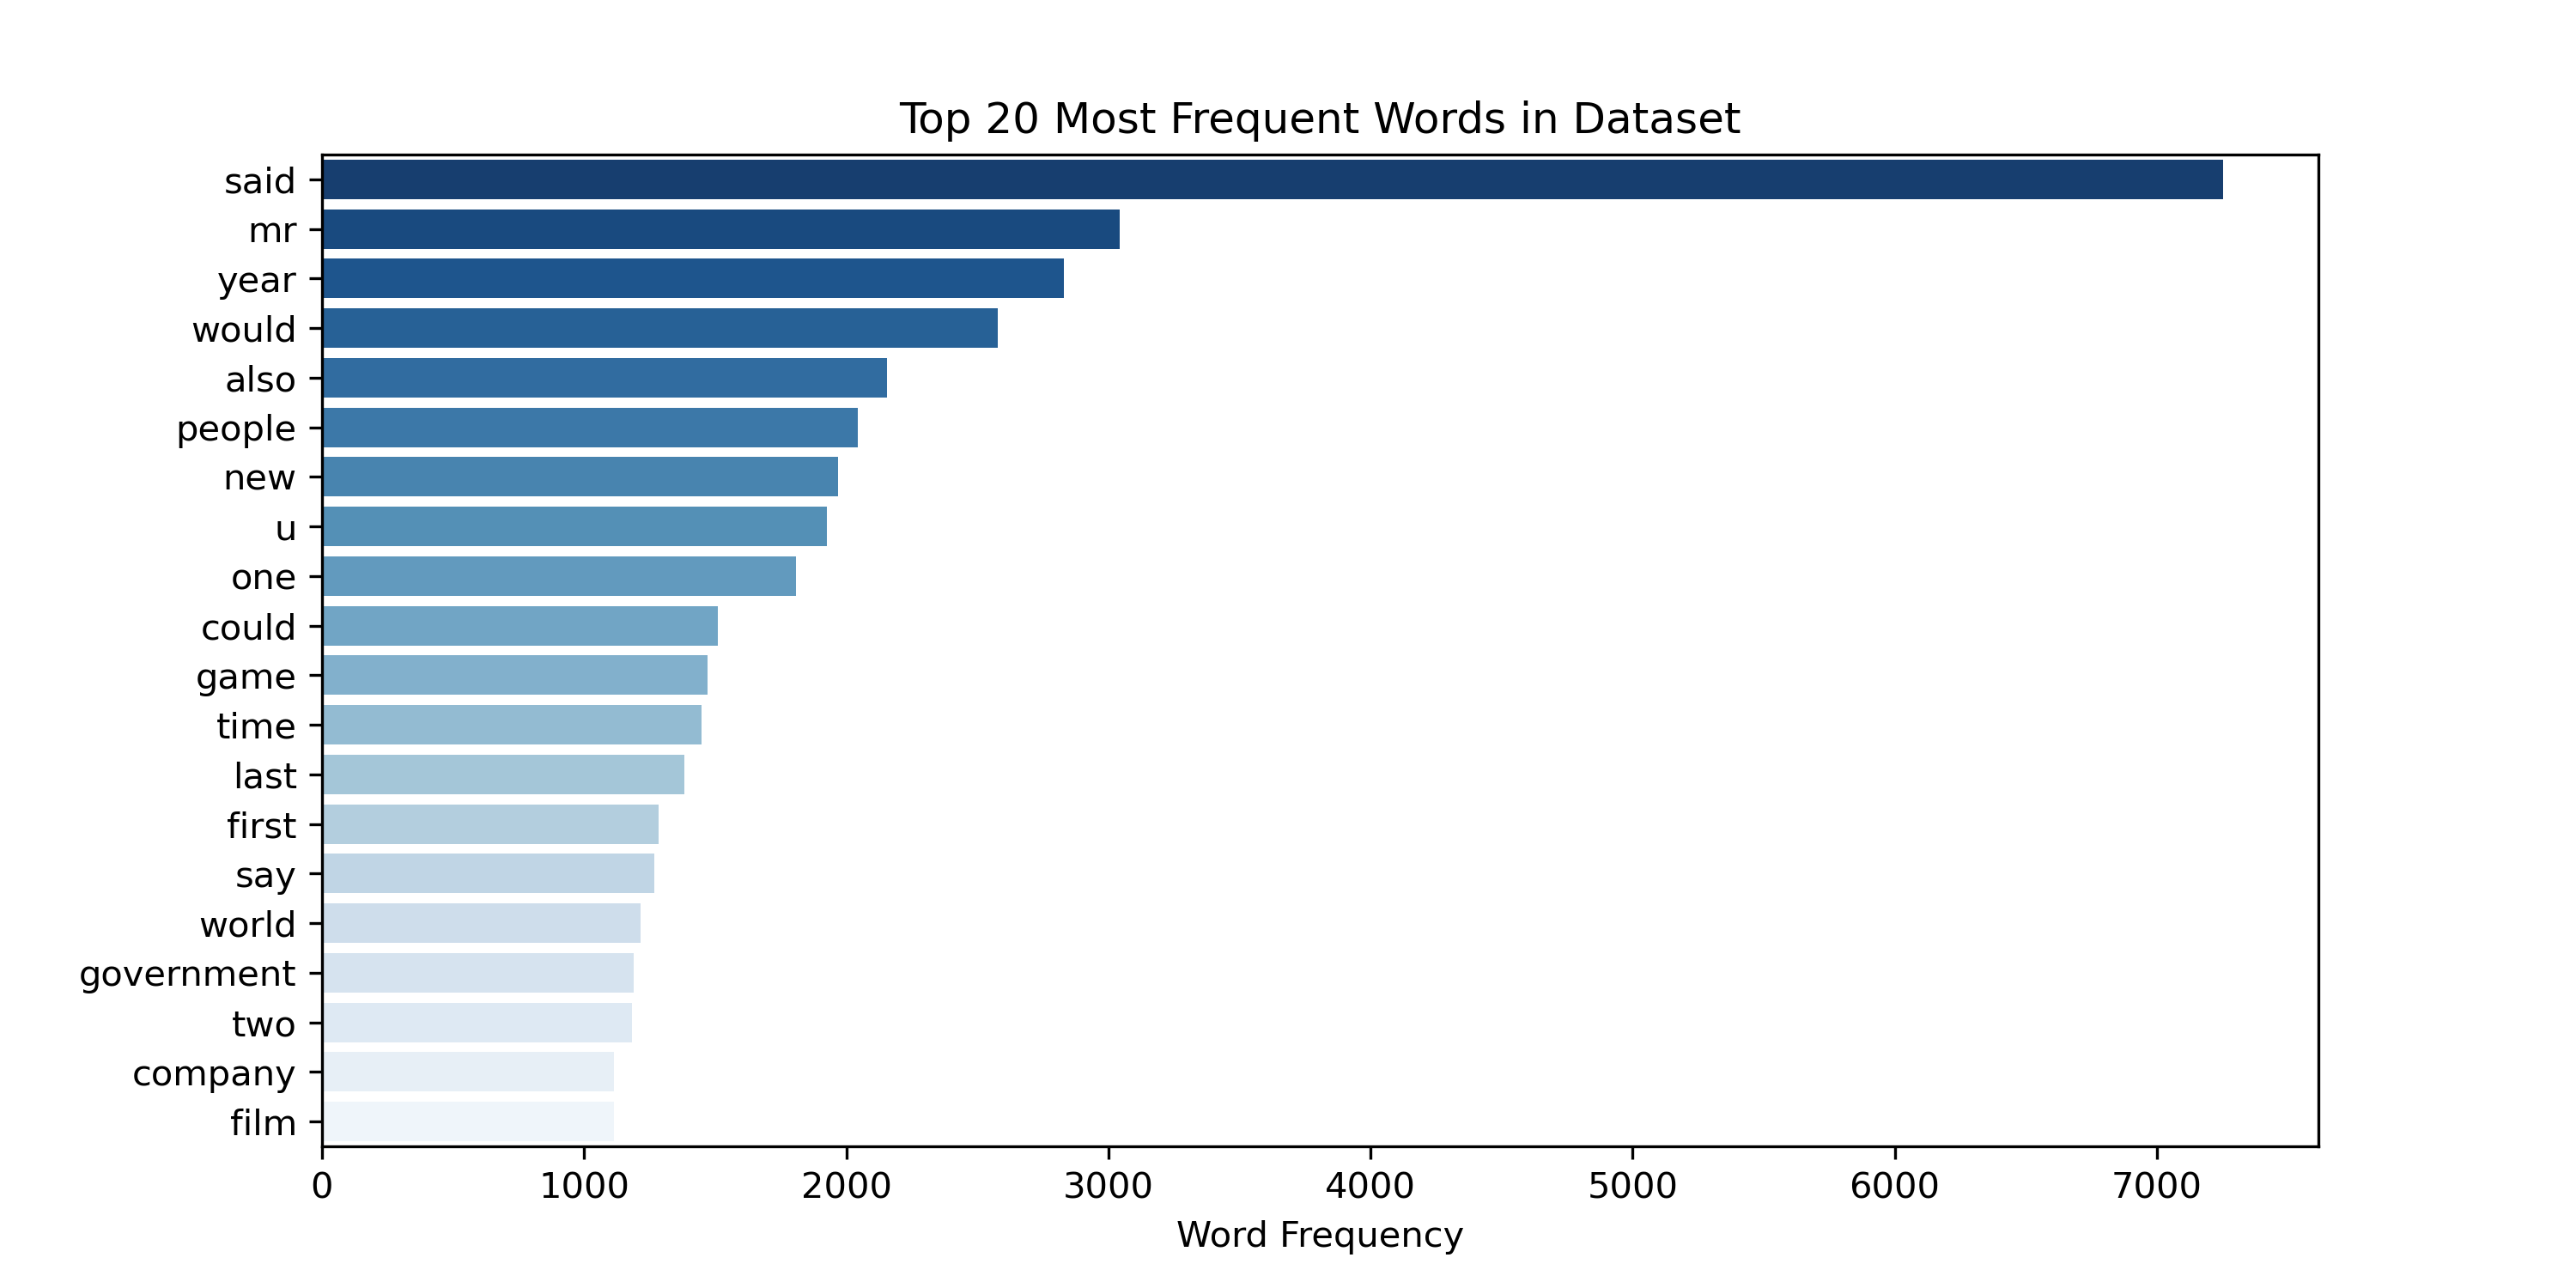 Top 20 Most Frequent Words in Dataset
said
mr
year
would
also
people
new
u
one
could
game
time
last
first
say
world
government
two
company
film
0 1000 2000 3000 4000 5000 6000 7000
Word Frequency